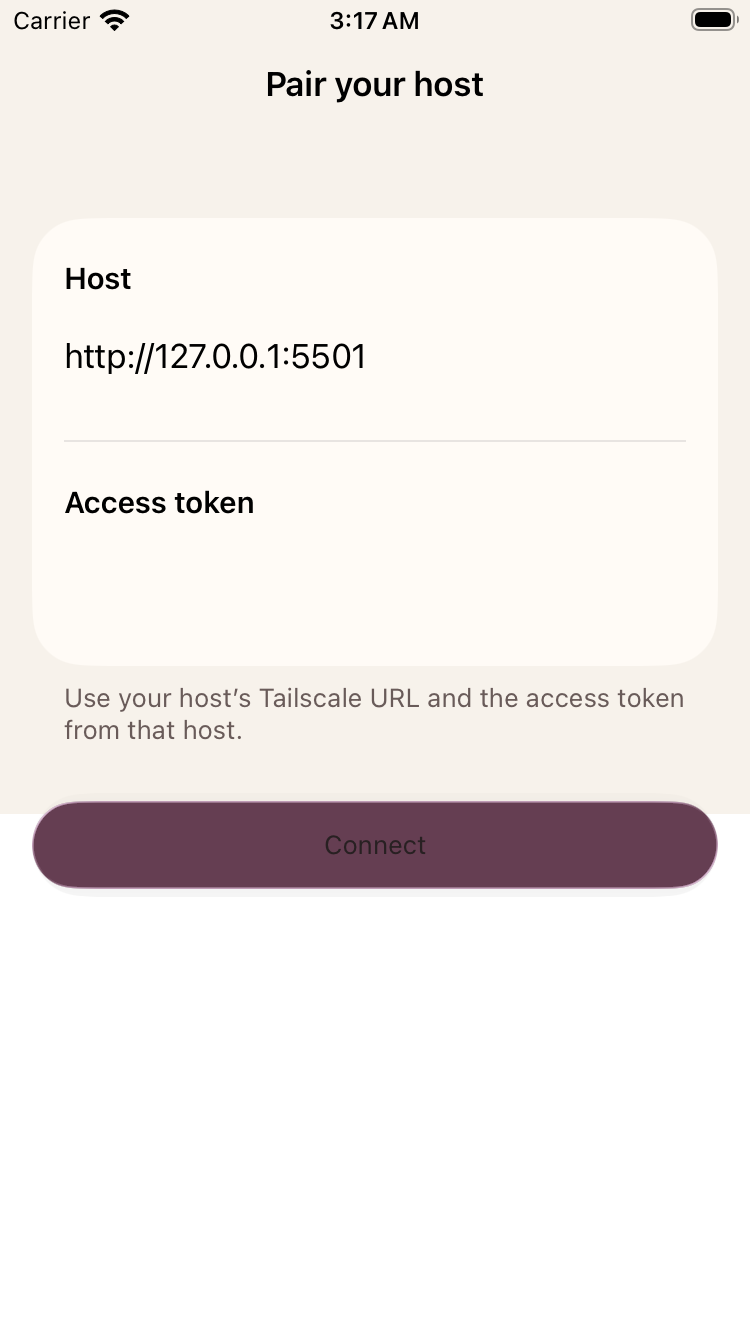 Carrier 3:17 AM
Pair your host
Host
http://127.0.0.1:5501
Access token
Use your host’s Tailscale URL and the access token
from that host.
Connect